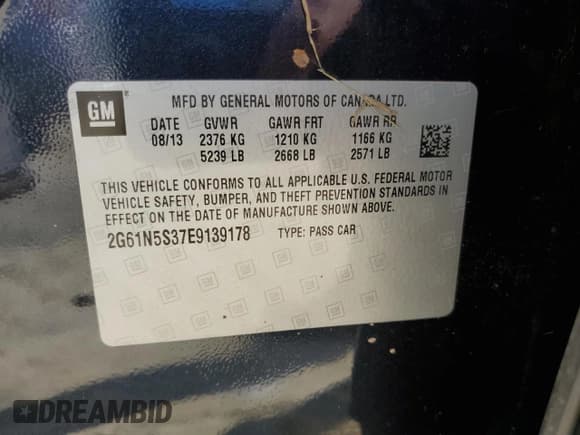 GM
MFD BY GENERAL MOTORS OF CANADA LTD.
DATE GVWR GAWR FRT GAWR RR
08/13 2376 KG 1210 KG 1166 KG
5239 LB 2668 LB 2571 LB
THIS VEHICLE CONFORMS TO ALL APPLICABLE U.S. FEDERAL MOTOR
VEHICLE SAFETY, BUMPER, AND THEFT PREVENTION STANDARDS IN
EFFECT ON THE DATE OF MANUFACTURE SHOWN ABOVE.
2G61N5S37E9139178 TYPE: PASS CAR
DREAMBID